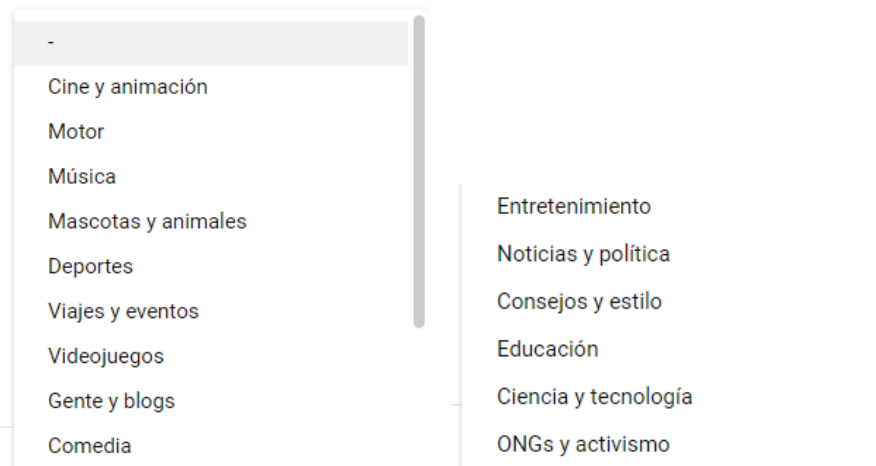 -
Cine y animación
Motor
Música
Mascotas y animales
Deportes
Viajes y eventos
Videojuegos
Gente y blogs
Comedia
Entretenimiento
Noticias y política
Consejos y estilo
Educación
Ciencia y tecnología
ONGs y activismo